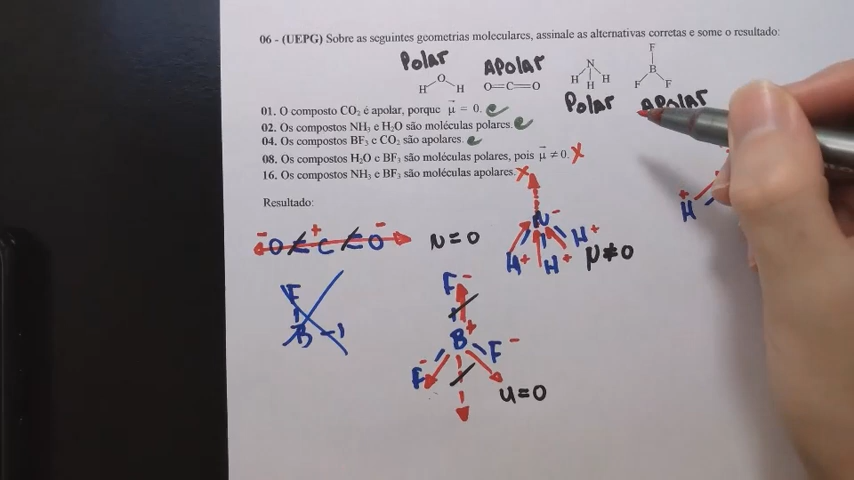 06 - (UEPG) Sobre as seguintes geometrias moleculares, assinale as alternativas corretas e some o resultado:
POLAR
APOLAR
H O H
O=C=O
N
H H H
F
B
F F
POLAR
APOLAR
01. O composto CO₂ é apolar, porque μ⃗ = 0.
02. Os compostos NH₃ e H₂O são moléculas polares.
04. Os compostos BF₃ e CO₂ são apolares.
08. Os compostos H₂O e BF₃ são moléculas polares, pois μ⃗ ≠ 0. X
16. Os compostos NH₃ e BF₃ são moléculas apolares. X
Resultado:
- + -
O C O
μ=0
N -
H+ H+ H+
μ≠0
+
H
F
B
F -
B +
F - F -
u=0